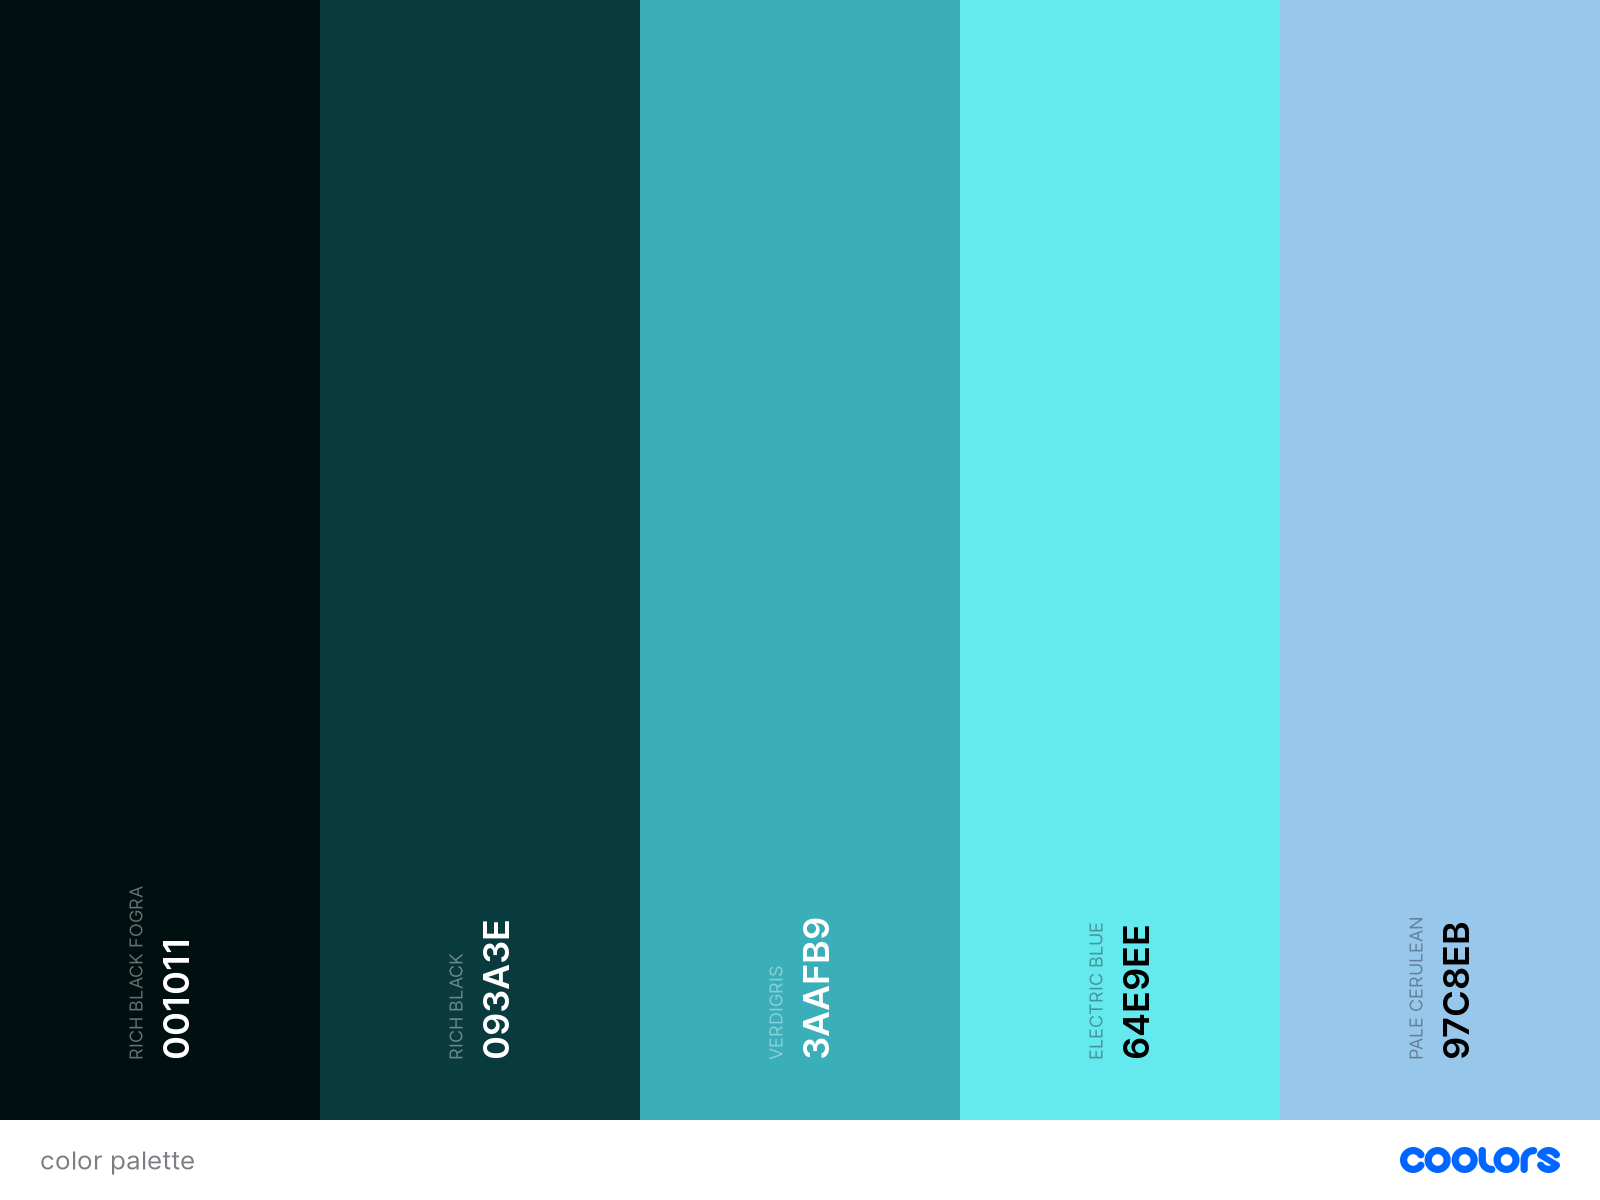 RICH BLACK FOGRA
001011
RICH BLACK
093A3E
VERDIGRIS
3AAFB9
ELECTRIC BLUE
64E9EE
PALE CERULEAN
97C8EB
color palette
coolors